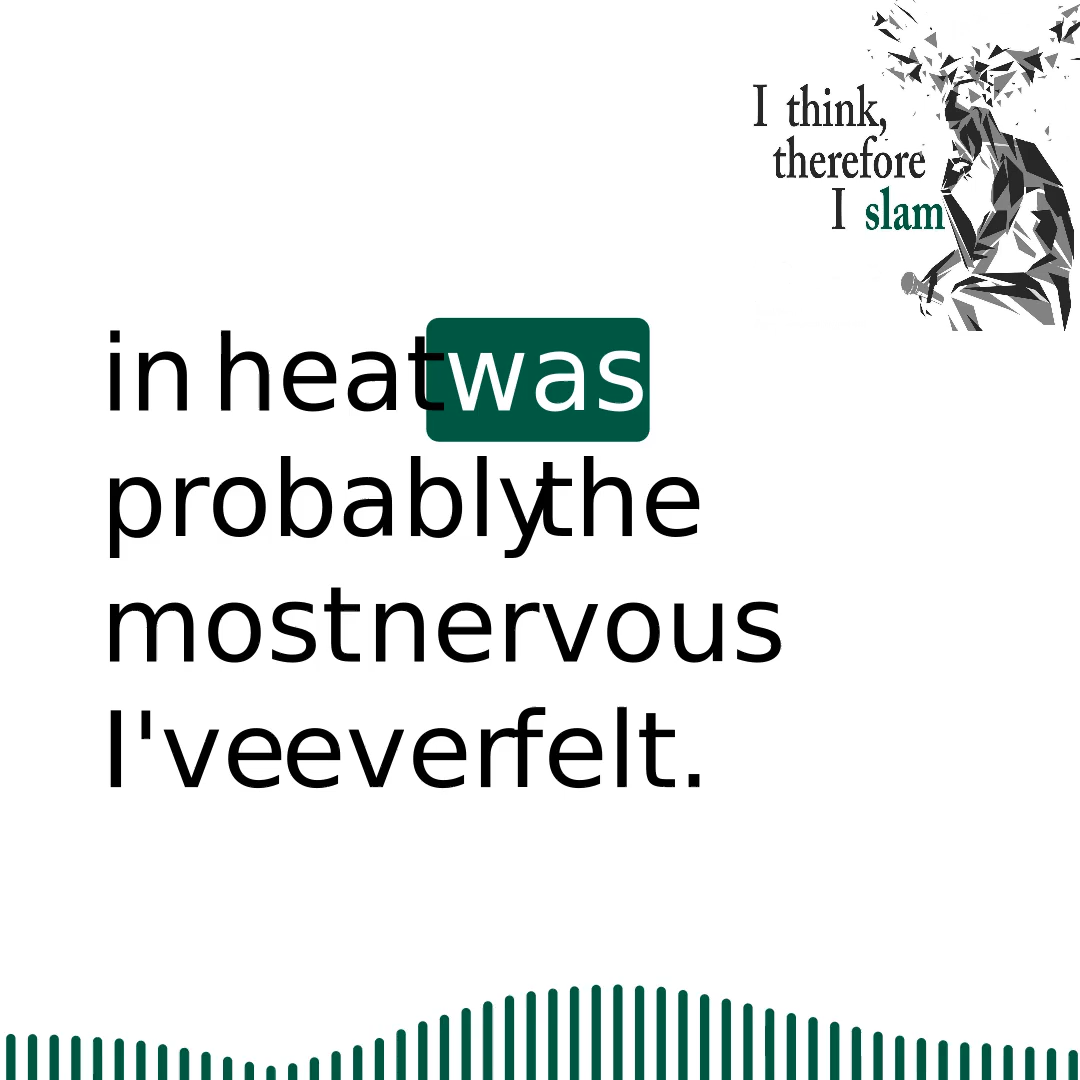 I think,
therefore
I slam
in heat was
probably the
most nervous
I've ever felt.